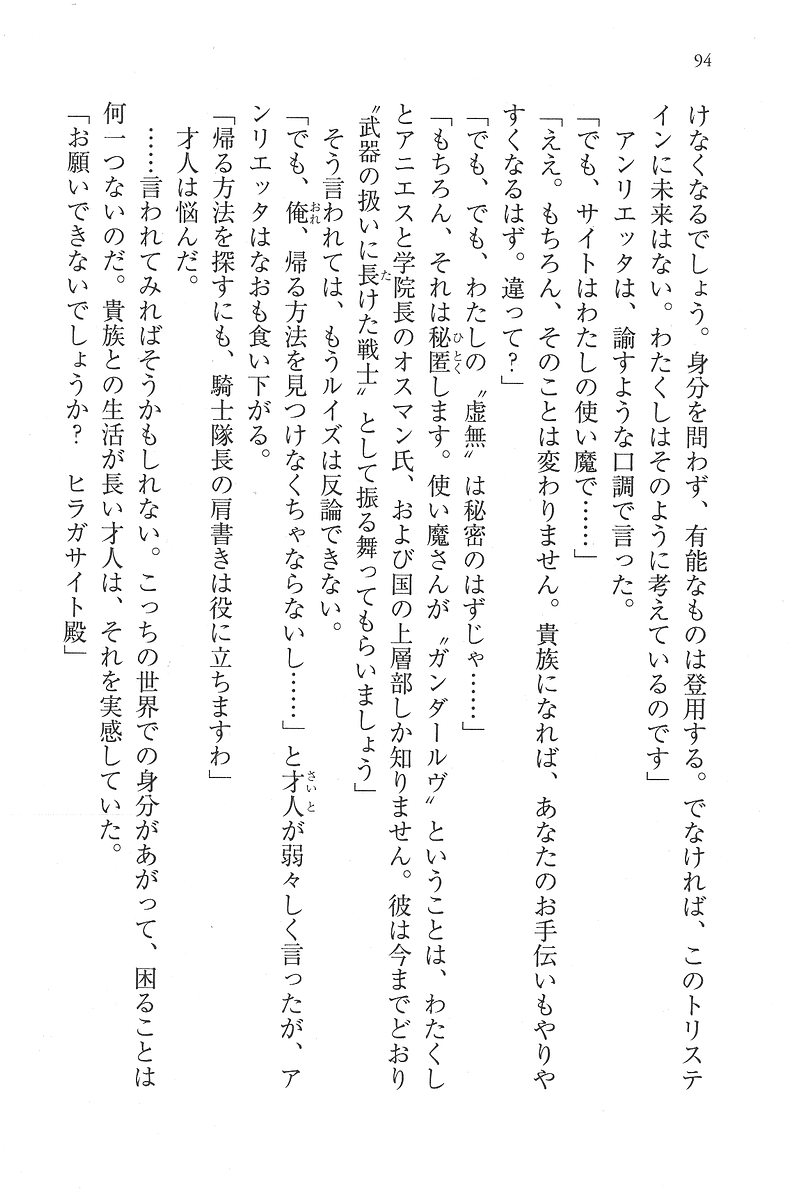 94
けなくなるでしょう。身分を問わず、有能なものは登用する。でなければ、このトリステ
インに未来はない。わたくしはそのように考えているのです」
アンリエッタは、諭すような口調で言った。
「でも、サイトはわたしの使い魔で……」
「ええ。もちろん、そのことは変わりません。貴族になれば、あなたのお手伝いもやりや
すくなるはず。違って？」
「でも、でも、わたしの〝虚無〟は秘密のはずじゃ……」
「もちろん、それは秘匿します。使い魔さんが〝ガンダールヴ〟ということは、わたくし
とアニエスと学院長のオスマン氏、および国の上層部しか知りません。彼は今までどおり
〝武器の扱いに長けた戦士〟として振る舞ってもらいましょう」
そう言われては、もうルイズは反論できない。
「でも、俺、帰る方法を見つけなくちゃならないし……」と才人が弱々しく言ったが、ア
ンリエッタはなおも食い下がる。
「帰る方法を探すにも、騎士隊長の肩書きは役に立ちますわ」
才人は悩んだ。
……言われてみればそうかもしれない。こっちの世界での身分があがって、困ることは
何一つないのだ。貴族との生活が長い才人は、それを実感していた。
「お願いできないでしょうか？　ヒラガサイト殿」